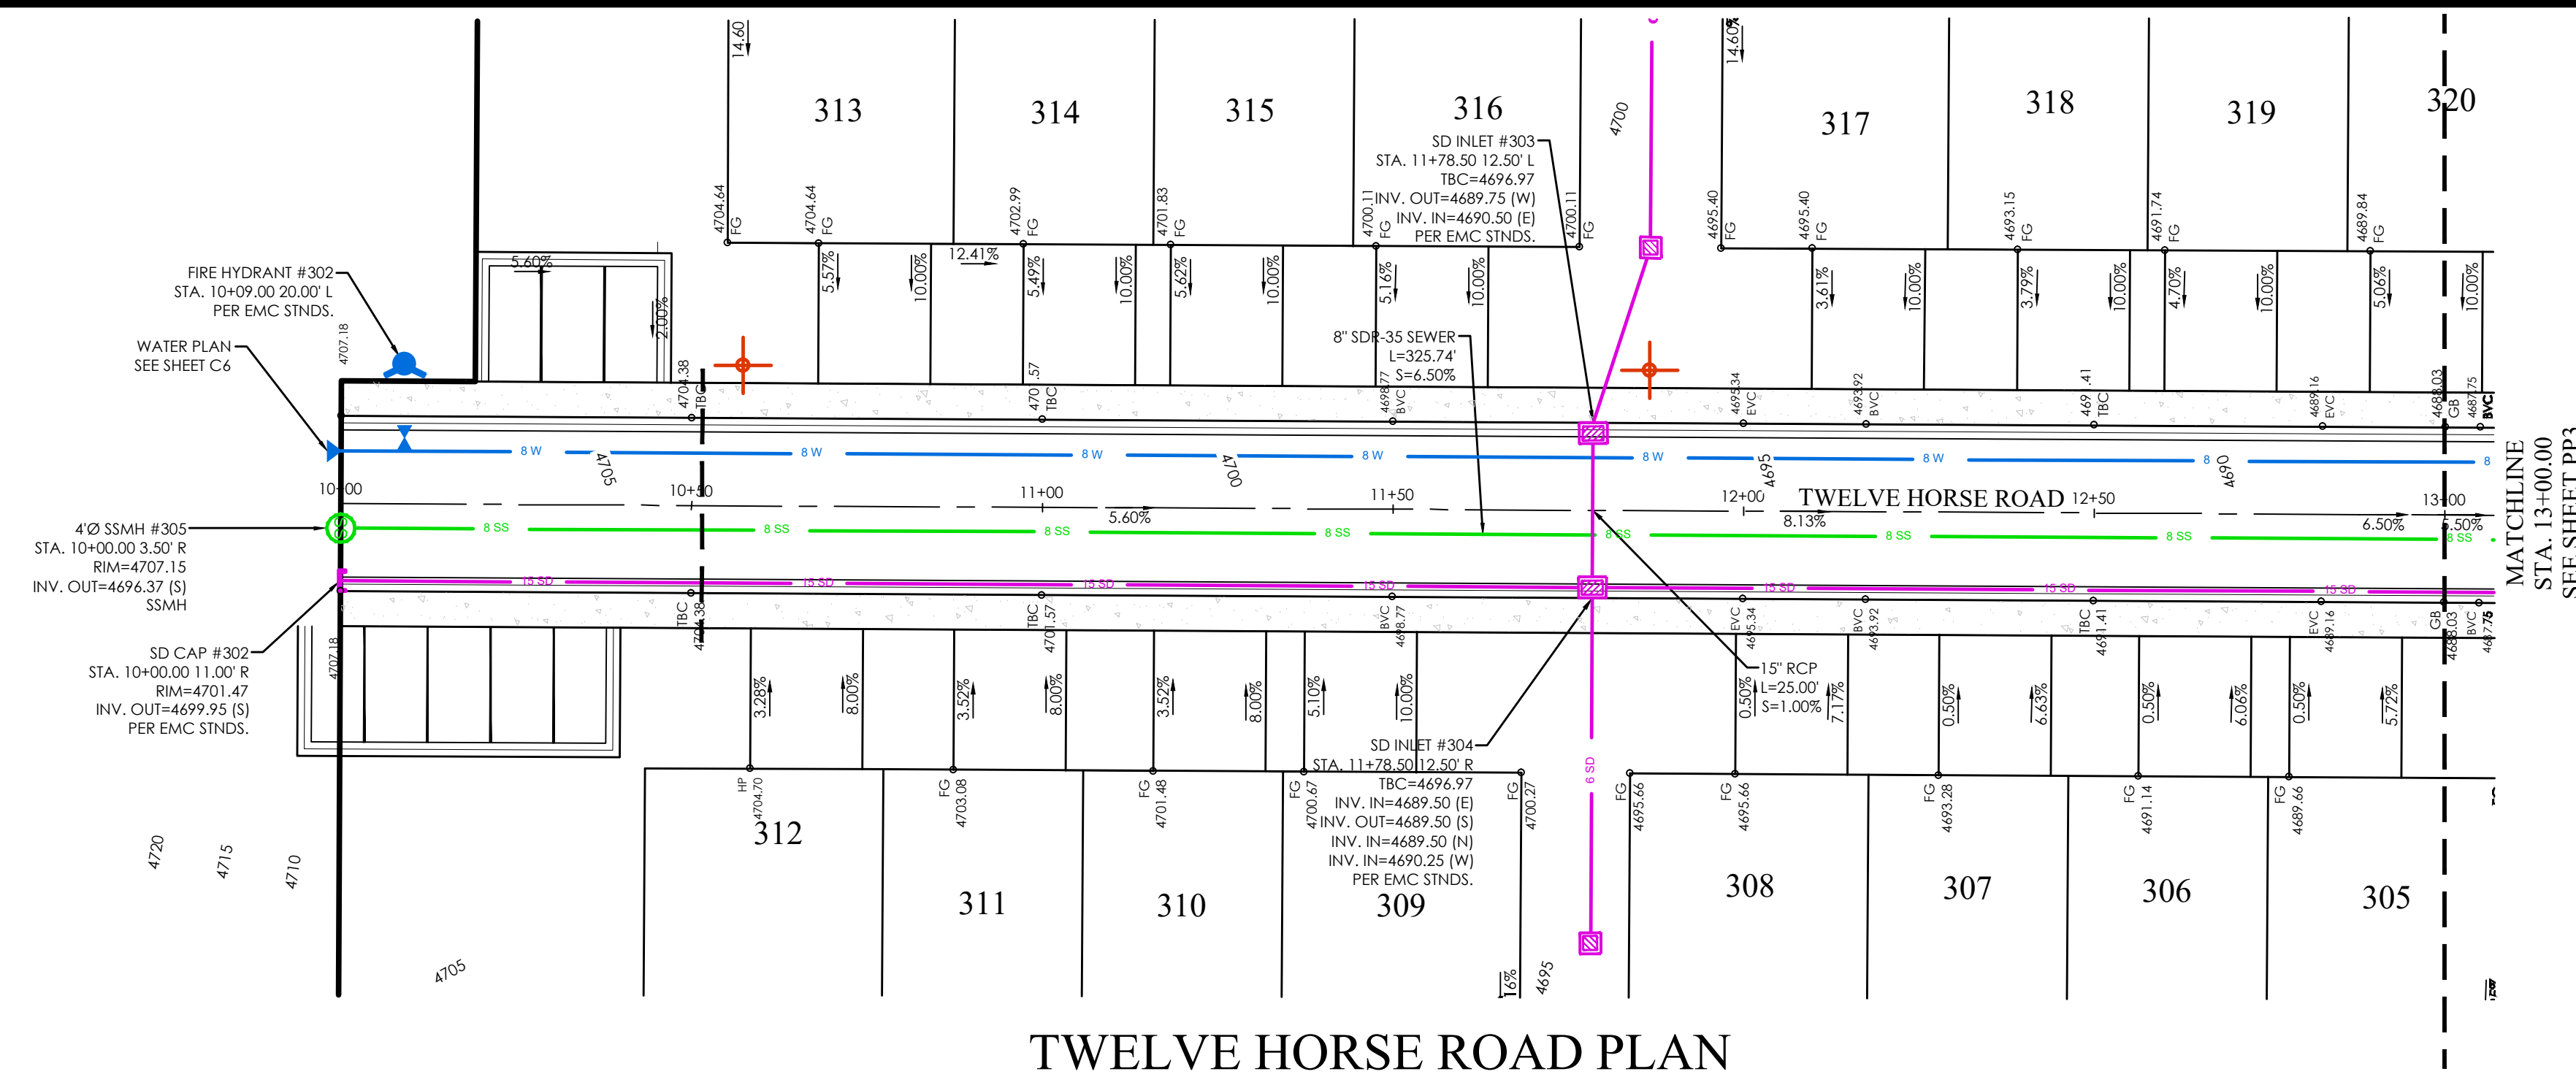 14.60
14.60%
313
314
315
316
317
318
319
320
4700
SD INLET #303
STA. 11+78.50 12.50' L
TBC=4696.97
INV. OUT=4689.75 (W)
INV. IN=4690.50 (E)
PER EMC STNDS.
4704.64
FG
4704.64
FG
4702.99
FG
4701.83
FG
4700.11
FG
4700.11
FG
4695.40
FG
4695.40
FG
4693.15
FG
4691.74
FG
4689.84
FG
FIRE HYDRANT #302
STA. 10+09.00 20.00' L
PER EMC STNDS.
WATER PLAN
SEE SHEET C6
4707.18
5.60%
2.00%
5.57%
10.00%
12.41%
5.49%
10.00%
5.62%
10.00%
5.16%
10.00%
3.61%
10.00%
3.79%
10.00%
4.70%
10.00%
5.06%
10.00%
8" SDR-35 SEWER
L=325.74'
S=6.50%
4704.38
TBC
4701.57
TBC
4698.77
BVC
4695.34
EVC
4693.92
BVC
4691.41
TBC
4689.16
EVC
4688.03
GB
4687.75
BVC
8 W
8 W
8 W
8 W
8 W
8 W
8
8
4705
4700
4695
4690
10+00
10+50
11+00
11+50
12+00
TWELVE HORSE ROAD
12+50
13+00
5.60%
8.13%
6.50%
5.50%
MATCHLINE
STA. 13+00.00
SEE SHEET PP3
8 SS
8 SS
8 SS
8 SS
8 SS
8 SS
8 SS
8 SS
4'Ø SSMH #305
STA. 10+00.00 3.50' R
RIM=4707.15
INV. OUT=4696.37 (S)
SSMH
15 SD
15 SD
15 SD
15 SD
15 SD
15 SD
15 SD
TBC
4704.38
TBC
4701.57
BVC
4698.77
EVC
4695.34
BVC
4693.92
TBC
4691.41
EVC
4689.16
GB
4688.03
BVC
4687.75
4707.18
SD CAP #302
STA. 10+00.00 11.00' R
RIM=4701.47
INV. OUT=4699.95 (S)
PER EMC STNDS.
3.28%
8.00%
3.52%
8.00%
3.52%
8.00%
5.10%
10.00%
0.50%
7.17%
0.50%
6.63%
0.50%
6.06%
0.50%
5.72%
15" RCP
L=25.00'
S=1.00%
SD INLET #304
STA. 11+78.50 12.50' R
TBC=4696.97
INV. IN=4689.50 (E)
INV. OUT=4689.50 (S)
INV. IN=4689.50 (N)
INV. IN=4690.25 (W)
PER EMC STNDS.
6 SD
HP
4704.70
FG
4703.08
FG
4701.48
FG
4700.67
FG
4700.27
FG
4695.66
FG
4695.66
FG
4693.28
FG
4691.14
FG
4689.66
312
311
310
309
308
307
306
305
4720
4715
4710
4705
16%
4695
TWELVE HORSE ROAD PLAN